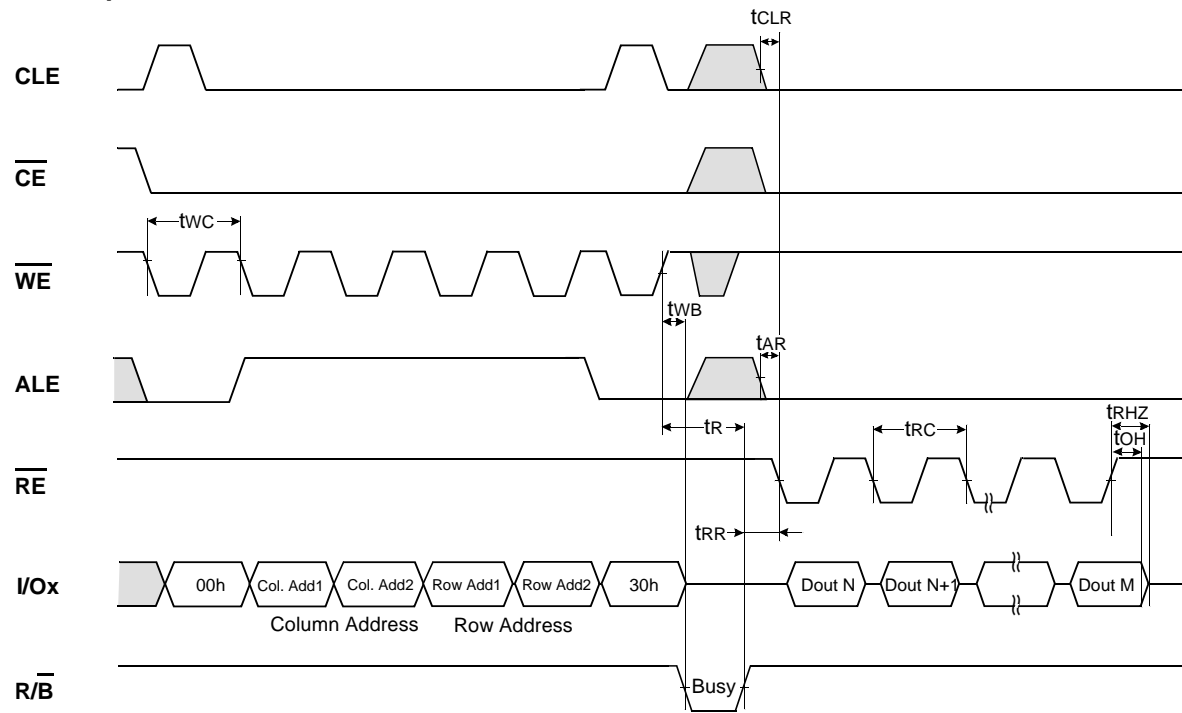 tCLR
CLE
CE
tWC
WE
tWB
tAR
ALE
tR
tRC
tRHZ
tOH
RE
tRR
I/Ox
00h
Col. Add1
Col. Add2
Row Add1
Row Add2
30h
Dout N
Dout N+1
Dout M
Column Address
Row Address
R/B
Busy